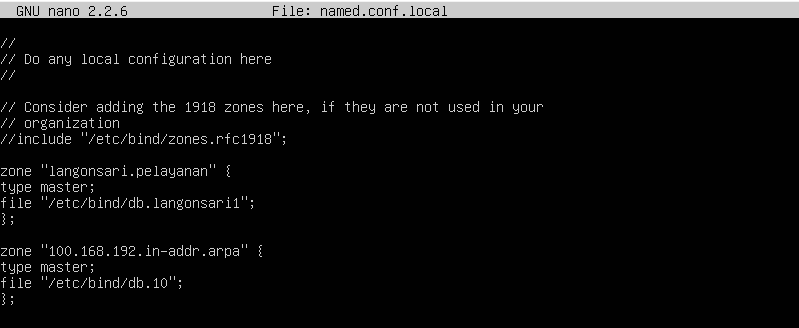 GNU nano 2.2.6 File: named.conf.local
//
// Do any local configuration here
//
// Consider adding the 1918 zones here, if they are not used in your
// organization
//include "/etc/bind/zones.rfc1918";
zone "langonsari.pelayanan" {
type master;
file "/etc/bind/db.langonsari1";
};
zone "100.168.192.in-addr.arpa" {
type master;
file "/etc/bind/db.10";
};